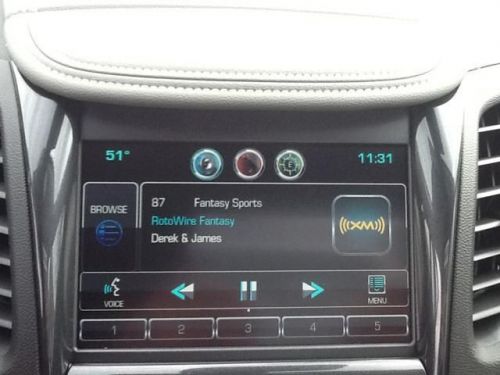 51° E 11:31
87 Fantasy Sports
BROWSE
RotoWire Fantasy
Derek & James
((XM))
VOICE
MENU
1 2 3 4 5